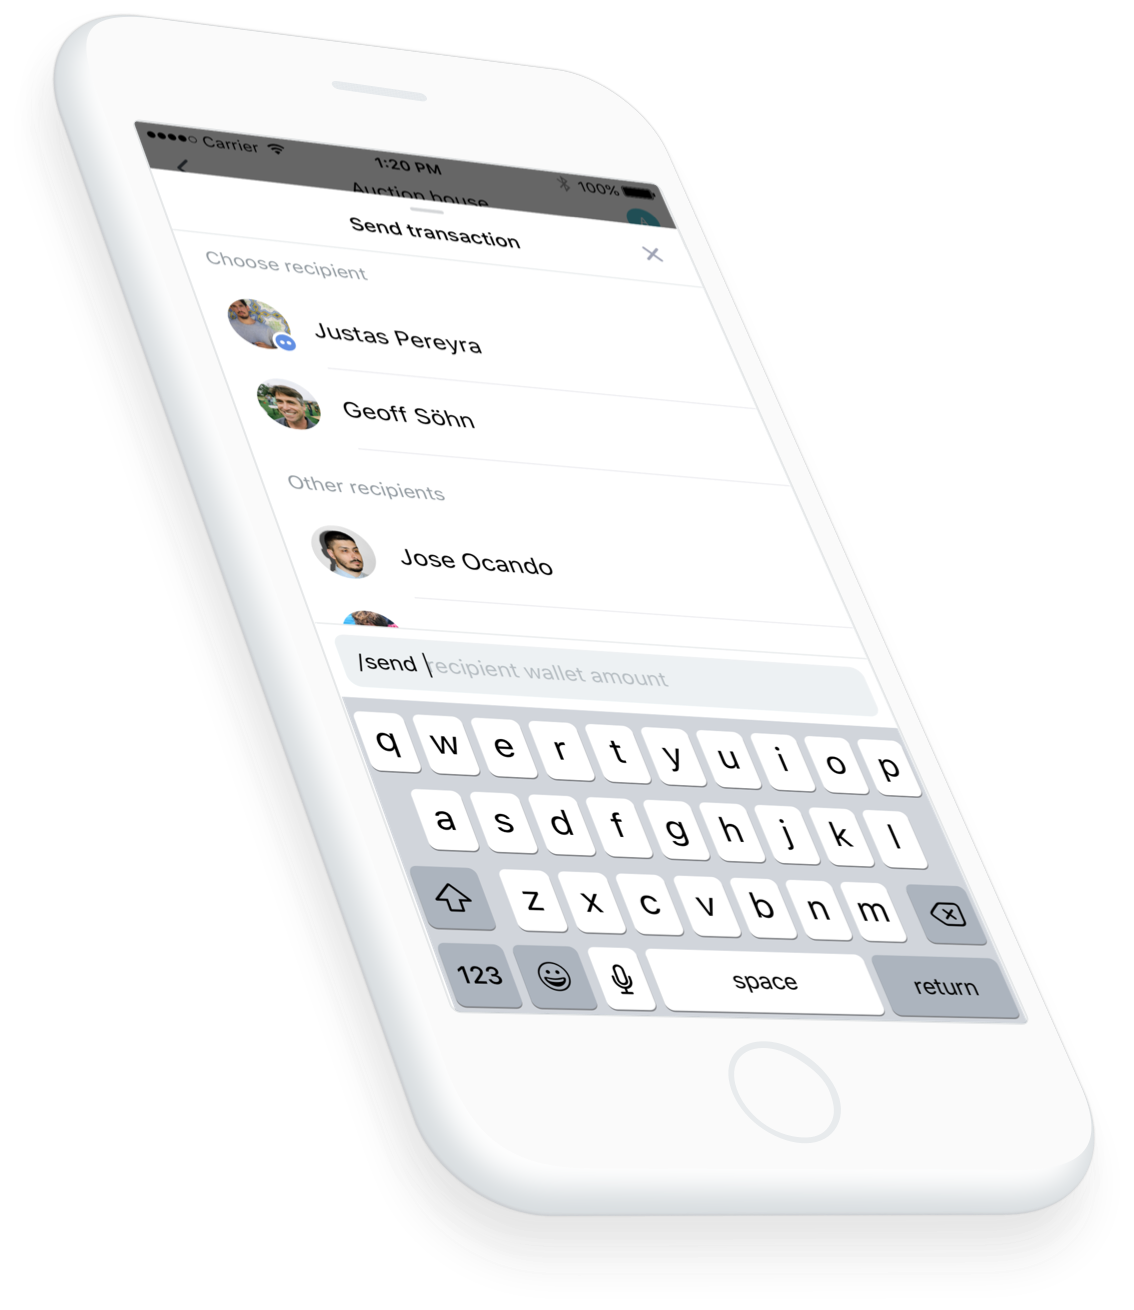 Carrier 1:20 PM 100%
Auction house
Send transaction
Choose recipient
Justas Pereyra
Geoff Söhn
Other recipients
Jose Ocando
/send recipient wallet amount
q w e r t y u i o p
a s d f g h j k l
z x c v b n m
123 space return